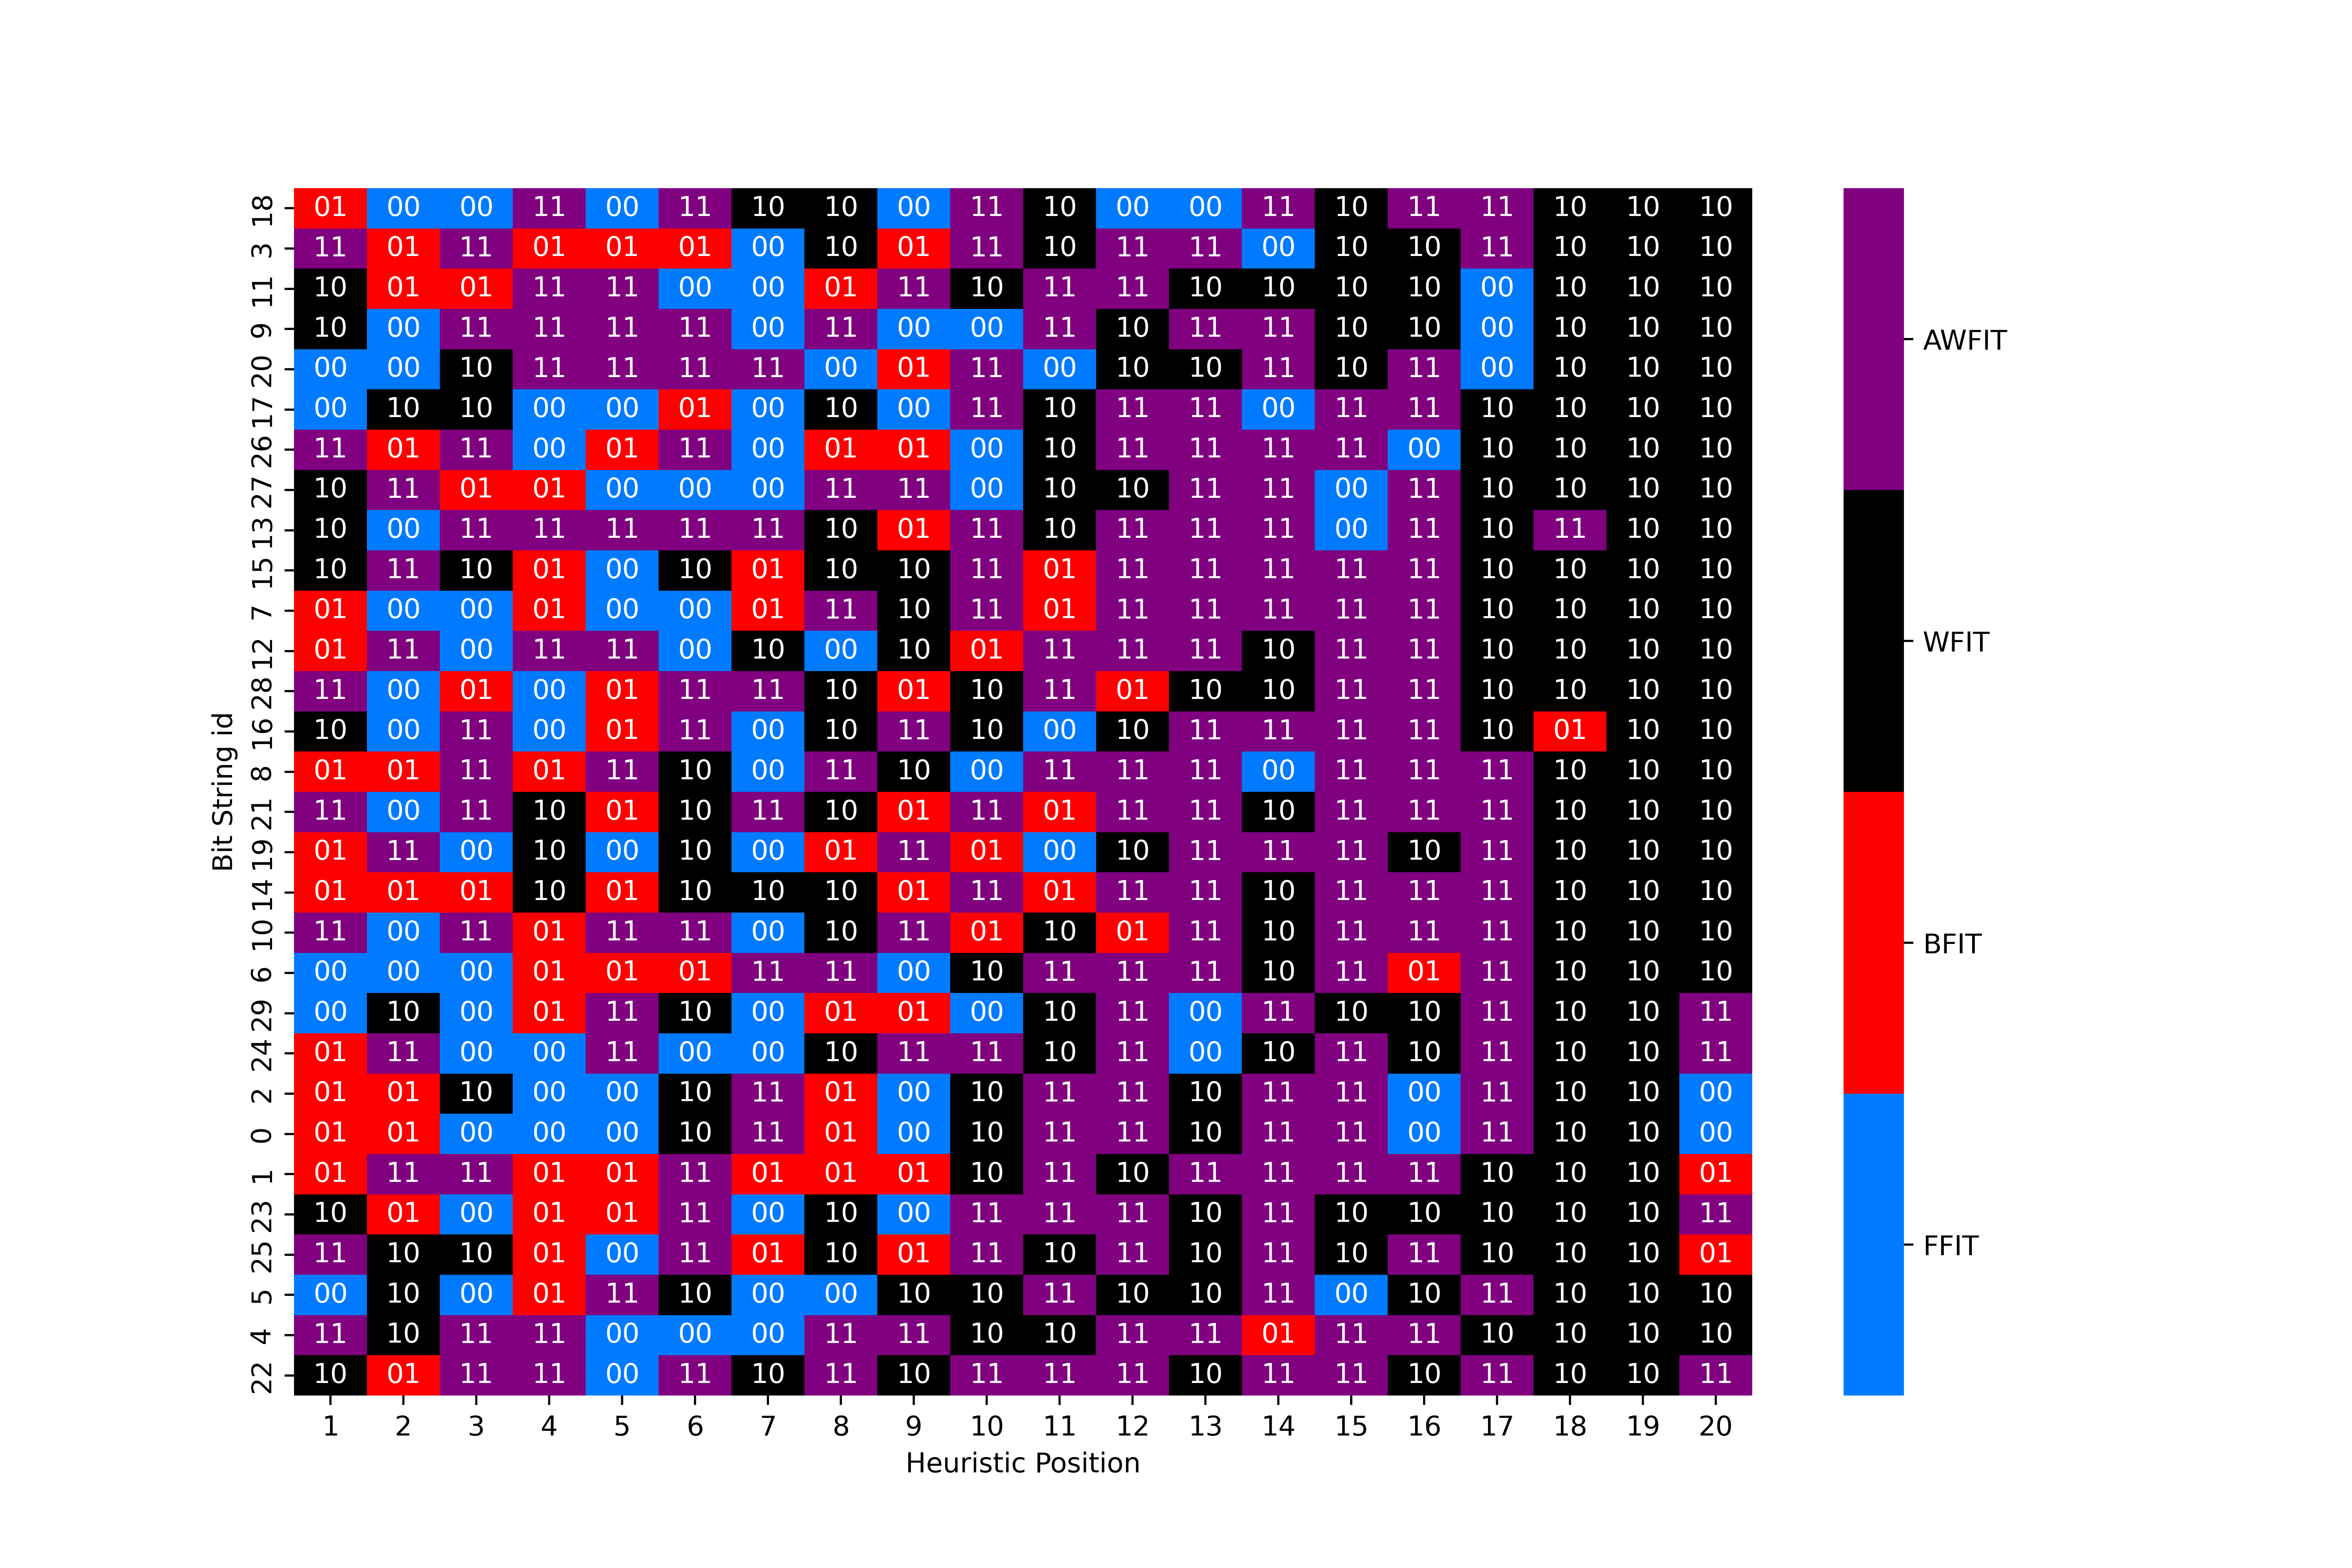 18 01 00 00 11 00 11 10 10 00 11 10 00 00 11 10 11 11 10 10 10
3 11 01 11 01 01 01 00 10 01 11 10 11 11 00 10 10 11 10 10 10
11 10 01 01 11 11 00 00 01 11 10 11 11 10 10 10 10 00 10 10 10
9 10 00 11 11 11 11 00 11 00 00 11 10 11 11 10 10 00 10 10 10
20 00 00 10 11 11 11 11 00 01 11 00 10 10 11 10 11 00 10 10 10
17 00 10 10 00 00 01 00 10 00 11 10 11 11 00 11 11 10 10 10 10
26 11 01 11 00 01 11 00 01 01 00 10 11 11 11 11 00 10 10 10 10
27 10 11 01 01 00 00 00 11 11 00 10 10 11 11 00 11 10 10 10 10
13 10 00 11 11 11 11 11 10 01 11 10 11 11 11 00 11 10 11 10 10
15 10 11 10 01 00 10 01 10 10 11 01 11 11 11 11 11 10 10 10 10
7 01 00 00 01 00 00 01 11 10 11 01 11 11 11 11 11 10 10 10 10
12 01 11 00 11 11 00 10 00 10 01 11 11 11 10 11 11 10 10 10 10
28 11 00 01 00 01 11 11 10 01 10 11 01 10 10 11 11 10 10 10 10
16 10 00 11 00 01 11 00 10 11 10 00 10 11 11 11 11 10 01 10 10
8 01 01 11 01 11 10 00 11 10 00 11 11 11 00 11 11 11 10 10 10
21 11 00 11 10 01 10 11 10 01 11 01 11 11 10 11 11 11 10 10 10
19 01 11 00 10 00 10 00 01 11 01 00 10 11 11 11 10 11 10 10 10
14 01 01 01 10 01 10 10 10 01 11 01 11 11 10 11 11 11 10 10 10
10 11 00 11 01 11 11 00 10 11 01 10 01 11 10 11 11 11 10 10 10
6 00 00 00 01 01 01 11 11 00 10 11 11 11 10 11 01 11 10 10 10
29 00 10 00 01 11 10 00 01 01 00 10 11 00 11 10 10 11 10 10 11
24 01 11 00 00 11 00 00 10 11 11 10 11 00 10 11 10 11 10 10 11
2 01 01 10 00 00 10 11 01 00 10 11 11 10 11 11 00 11 10 10 00
0 01 01 00 00 00 10 11 01 00 10 11 11 10 11 11 00 11 10 10 00
1 01 11 11 01 01 11 01 01 01 10 11 10 11 11 11 11 10 10 10 01
23 10 01 00 01 01 11 00 10 00 11 11 11 10 11 10 10 10 10 10 11
25 11 10 10 01 00 11 01 10 01 11 10 11 10 11 10 11 10 10 10 01
5 00 10 00 01 11 10 00 00 10 10 11 10 10 11 00 10 11 10 10 10
4 11 10 11 11 00 00 00 11 11 10 10 11 11 01 11 11 10 10 10 10
22 10 01 11 11 00 11 10 11 10 11 11 11 10 11 11 10 11 10 10 11
1 2 3 4 5 6 7 8 9 10 11 12 13 14 15 16 17 18 19 20
Heuristic Position
Bit String id
AWFIT
WFIT
BFIT
FFIT